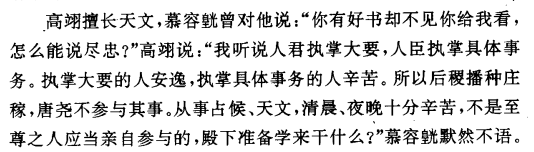 高翊擅长天文，慕容皝曾对他说：“你有好书却不见你给我看，
怎么能说尽忠？”高翊说：“我听说人君执掌大要，人臣执掌具体事
务。执掌大要的人安逸，执掌具体事务的人辛苦。所以后稷播种庄
稼，唐尧不参与其事。从事占候、天文，清晨、夜晚十分辛苦，不是至
尊之人应当亲自参与的，殿下准备学来干什么？”慕容皝默然不语。